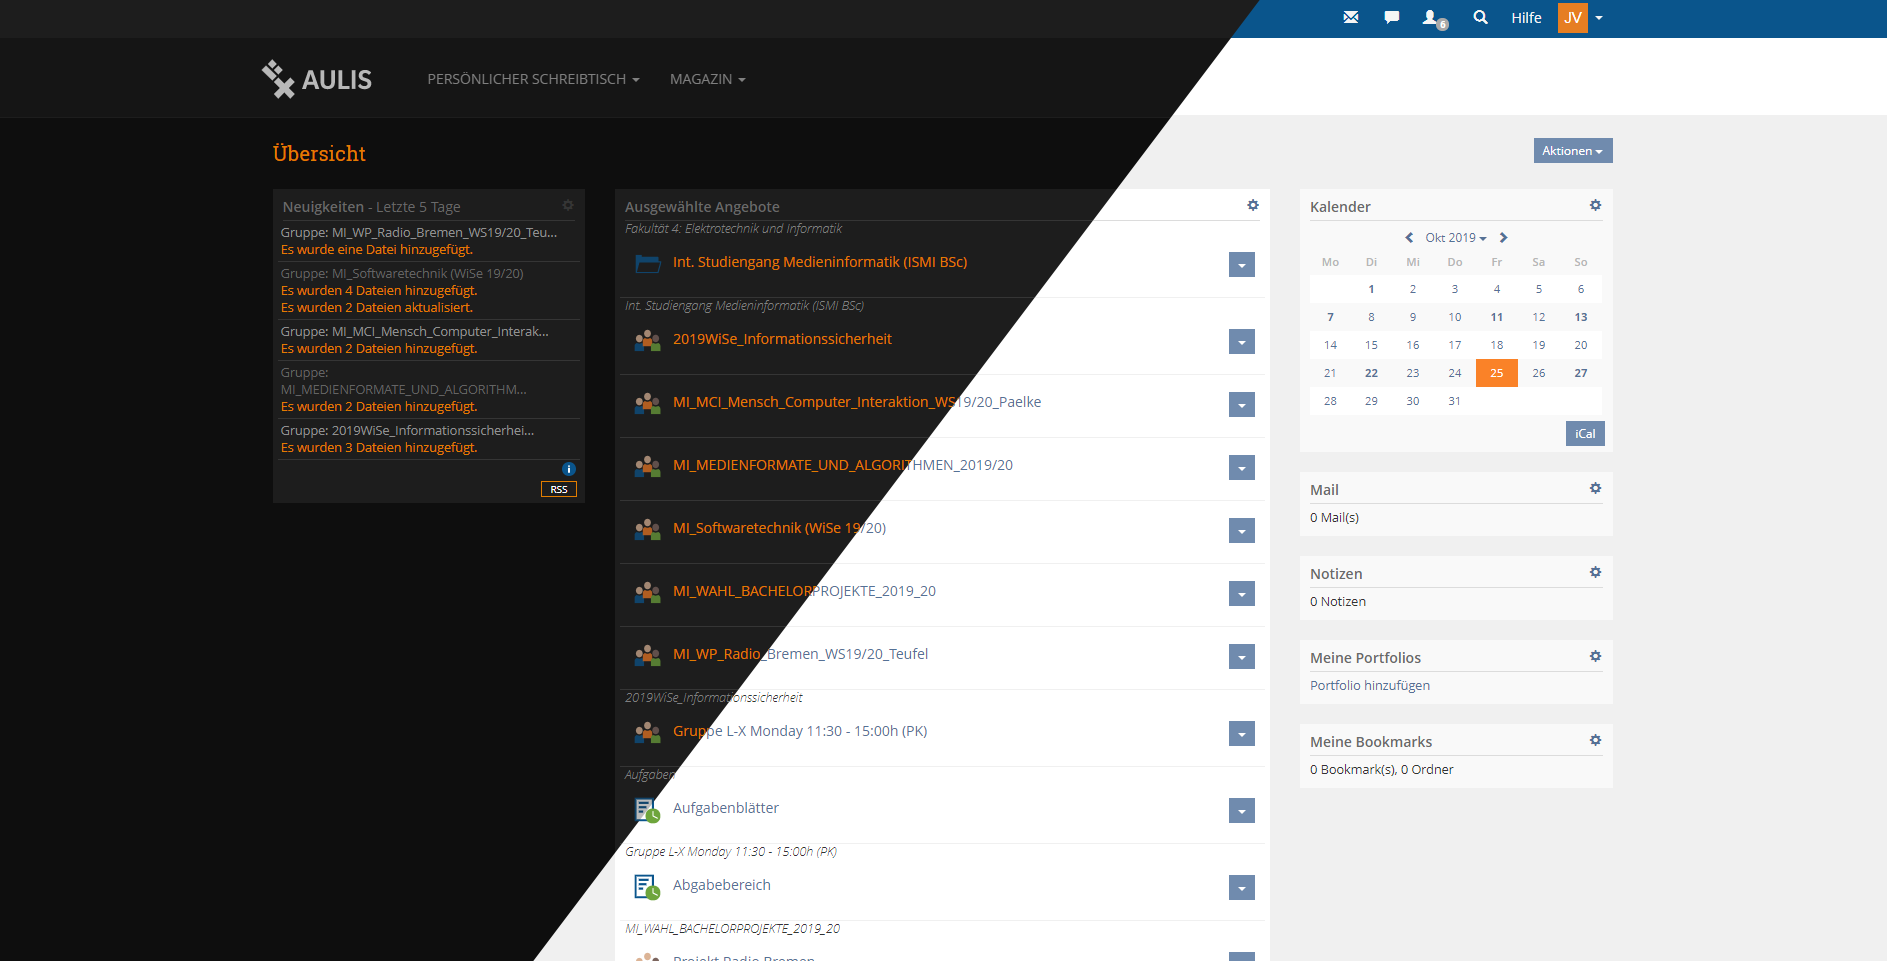 6
Hilfe
JV
AULIS
PERSÖNLICHER SCHREIBTISCH
MAGAZIN
Übersicht
Aktionen
Neuigkeiten - Letzte 5 Tage
Gruppe: MI_WP_Radio_Bremen_WS19/20_Teu...
Es wurde eine Datei hinzugefügt.
Gruppe: MI_Softwaretechnik (WiSe 19/20)
Es wurden 4 Dateien hinzugefügt.
Es wurden 2 Dateien aktualisiert.
Gruppe: MI_MCI_Mensch_Computer_Interak...
Es wurden 2 Dateien hinzugefügt.
Gruppe:
MI_MEDIENFORMATE_UND_ALGORITHM...
Es wurden 2 Dateien hinzugefügt.
Gruppe: 2019WiSe_Informationssicherhei...
Es wurden 3 Dateien hinzugefügt.
i
RSS
Ausgewählte Angebote
Fakultät 4: Elektrotechnik und Informatik
Int. Studiengang Medieninformatik (ISMI BSc)
Int. Studiengang Medieninformatik (ISMI BSc)
2019WiSe_Informationssicherheit
MI_MCI_Mensch_Computer_Interaktion_WS19/20_Paelke
MI_MEDIENFORMATE_UND_ALGORITHMEN_2019/20
MI_Softwaretechnik (WiSe 19/20)
MI_WAHL_BACHELORPROJEKTE_2019_20
MI_WP_Radio_Bremen_WS19/20_Teufel
2019WiSe_Informationssicherheit
Gruppe L-X Monday 11:30 - 15:00h (PK)
Aufgaben
Aufgabenblätter
Gruppe L-X Monday 11:30 - 15:00h (PK)
Abgabebereich
MI_WAHL_BACHELORPROJEKTE_2019_20
Projekt Radio Bremen
Kalender
Okt 2019
Mo Di Mi Do Fr Sa So
1 2 3 4 5 6
7 8 9 10 11 12 13
14 15 16 17 18 19 20
21 22 23 24 25 26 27
28 29 30 31
iCal
Mail
0 Mail(s)
Notizen
0 Notizen
Meine Portfolios
Portfolio hinzufügen
Meine Bookmarks
0 Bookmark(s), 0 Ordner